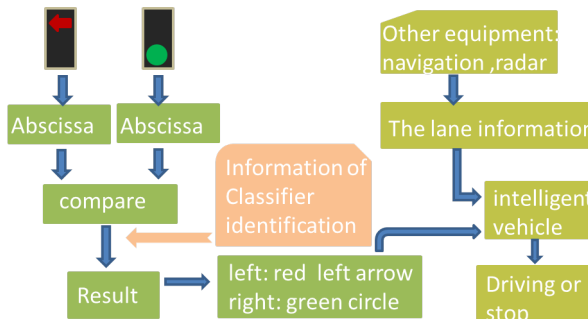 Other equipment:
navigation ,radar
Abscissa
Abscissa
The lane information
Information of
Classifier
identification
compare
intelligent
vehicle
Result
left: red left arrow
right: green circle
Driving or
stop